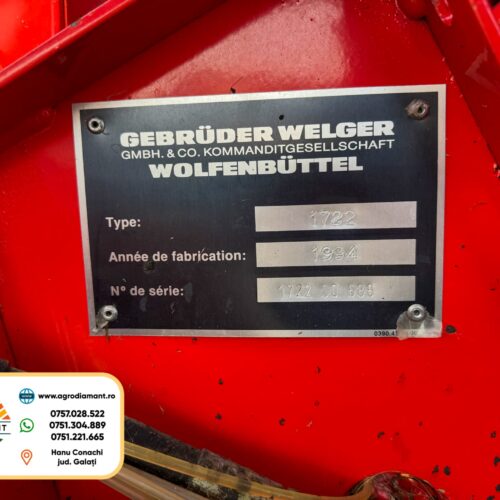 GEBRÜDER WELGER
GMBH. & CO. KOMMANDITGESELLSCHAFT
WOLFENBÜTTEL
Type: 1722
Année de fabrication: 1994
N° de série: 1722
www.agrodiamant.ro
0757.028.522
0751.304.889
0751.221.665
Hanu Conachi
jud. Galați